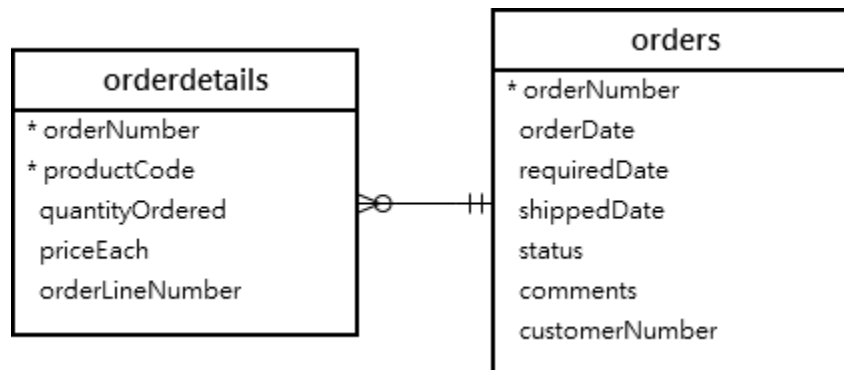 orderdetails
* orderNumber
* productCode
quantityOrdered
priceEach
orderLineNumber
orders
* orderNumber
orderDate
requiredDate
shippedDate
status
comments
customerNumber